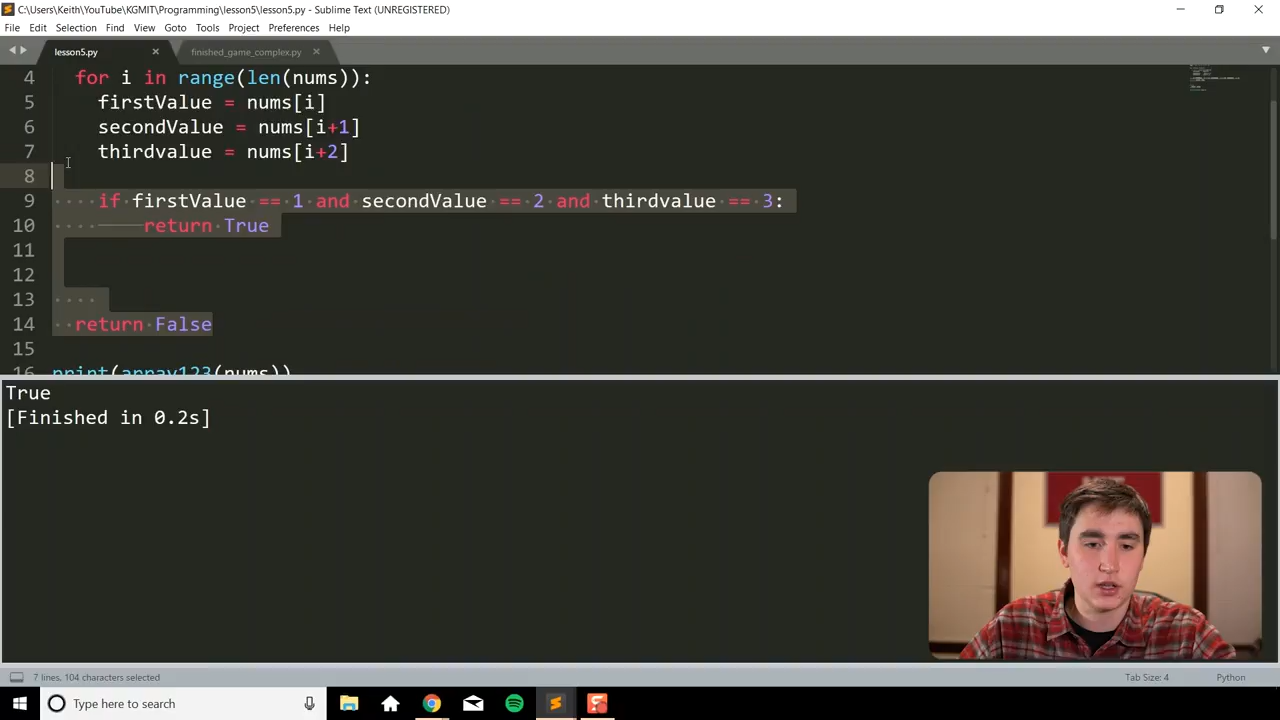 C:\Users\Keith\YouTube\KGMIT\Programming\lesson5\lesson5.py - Sublime Text (UNREGISTERED)
File Edit Selection Find View Goto Tools Project Preferences Help
lesson5.py finished_game_complex.py
4 for i in range(len(nums)):
5 firstValue = nums[i]
6 secondValue = nums[i+1]
7 thirdvalue = nums[i+2]
8
9 if firstValue == 1 and secondValue == 2 and thirdvalue == 3:
10 return True
11
12
13
14 return False
15
16 print(array123(nums))
True
[Finished in 0.2s]
7 lines, 104 characters selected Tab Size: 4 Python
Type here to search